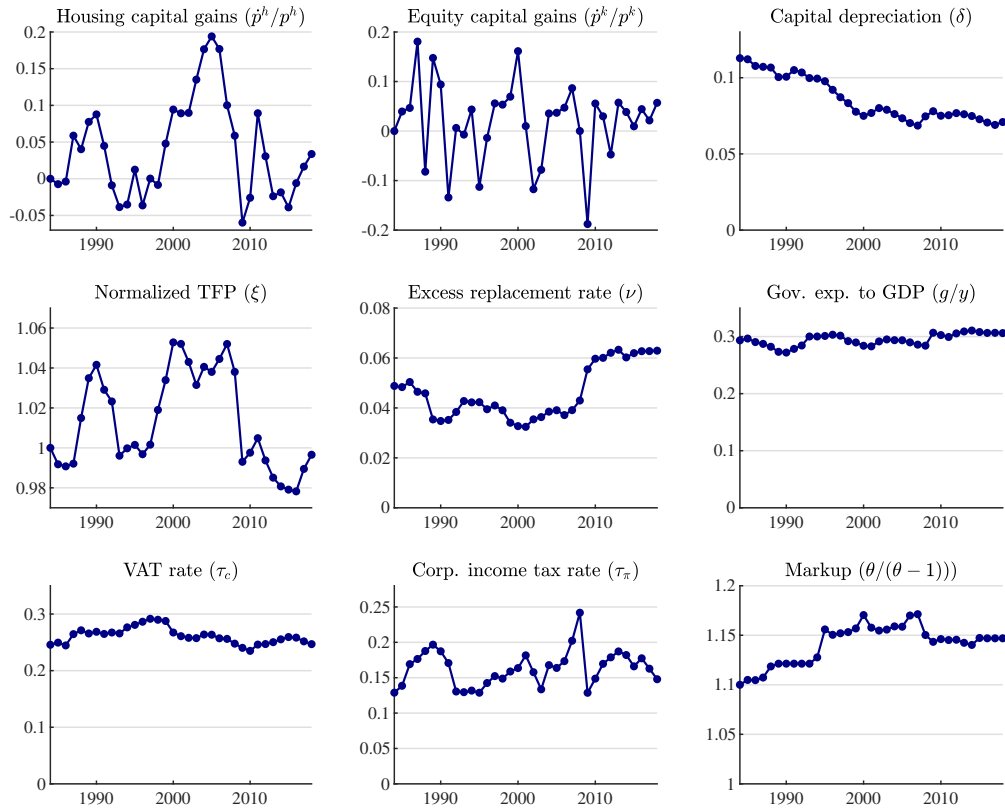 Housing capital gains (ṗʰ/pʰ)
0.2
0.15
0.1
0.05
0
-0.05
1990 2000 2010
Equity capital gains (ṗᵏ/pᵏ)
0.2
0.1
0
-0.1
-0.2
1990 2000 2010
Capital depreciation (δ)
0.1
0.05
0
1990 2000 2010
Normalized TFP (ξ)
1.06
1.04
1.02
1
0.98
1990 2000 2010
Excess replacement rate (ν)
0.08
0.06
0.04
0.02
0
1990 2000 2010
Gov. exp. to GDP (g/y)
0.3
0.2
0.1
0
1990 2000 2010
VAT rate (τ_c)
0.3
0.2
0.1
0
1990 2000 2010
Corp. income tax rate (τ_π)
0.25
0.2
0.15
0.1
0.05
0
1990 2000 2010
Markup (θ/(θ − 1)))
1.2
1.15
1.1
1.05
1
1990 2000 2010